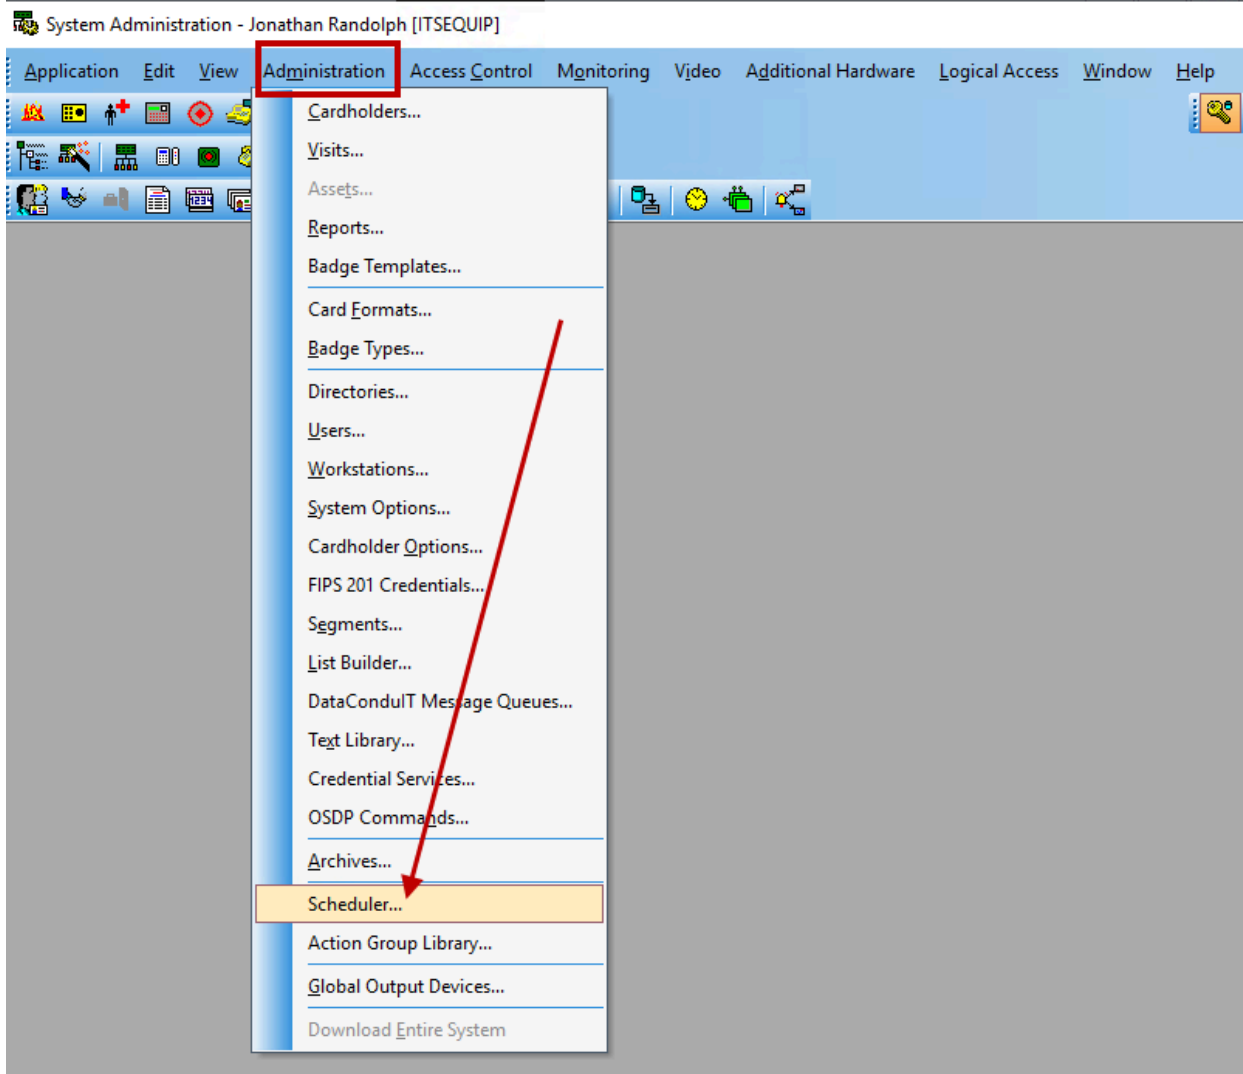 System Administration - Jonathan Randolph [ITSEQUIP]
Application Edit View Administration Access Control Monitoring Video Additional Hardware Logical Access Window Help
Cardholders...
Visits...
Assets...
1234
Reports...
Badge Templates...
Card Formats...
Badge Types...
Directories...
Users...
Workstations...
System Options...
Cardholder Options...
FIPS 201 Credentials...
Segments...
List Builder...
DataConduIT Message Queues...
Text Library...
Credential Services...
OSDP Commands...
Archives...
Scheduler...
Action Group Library...
Global Output Devices...
Download Entire System